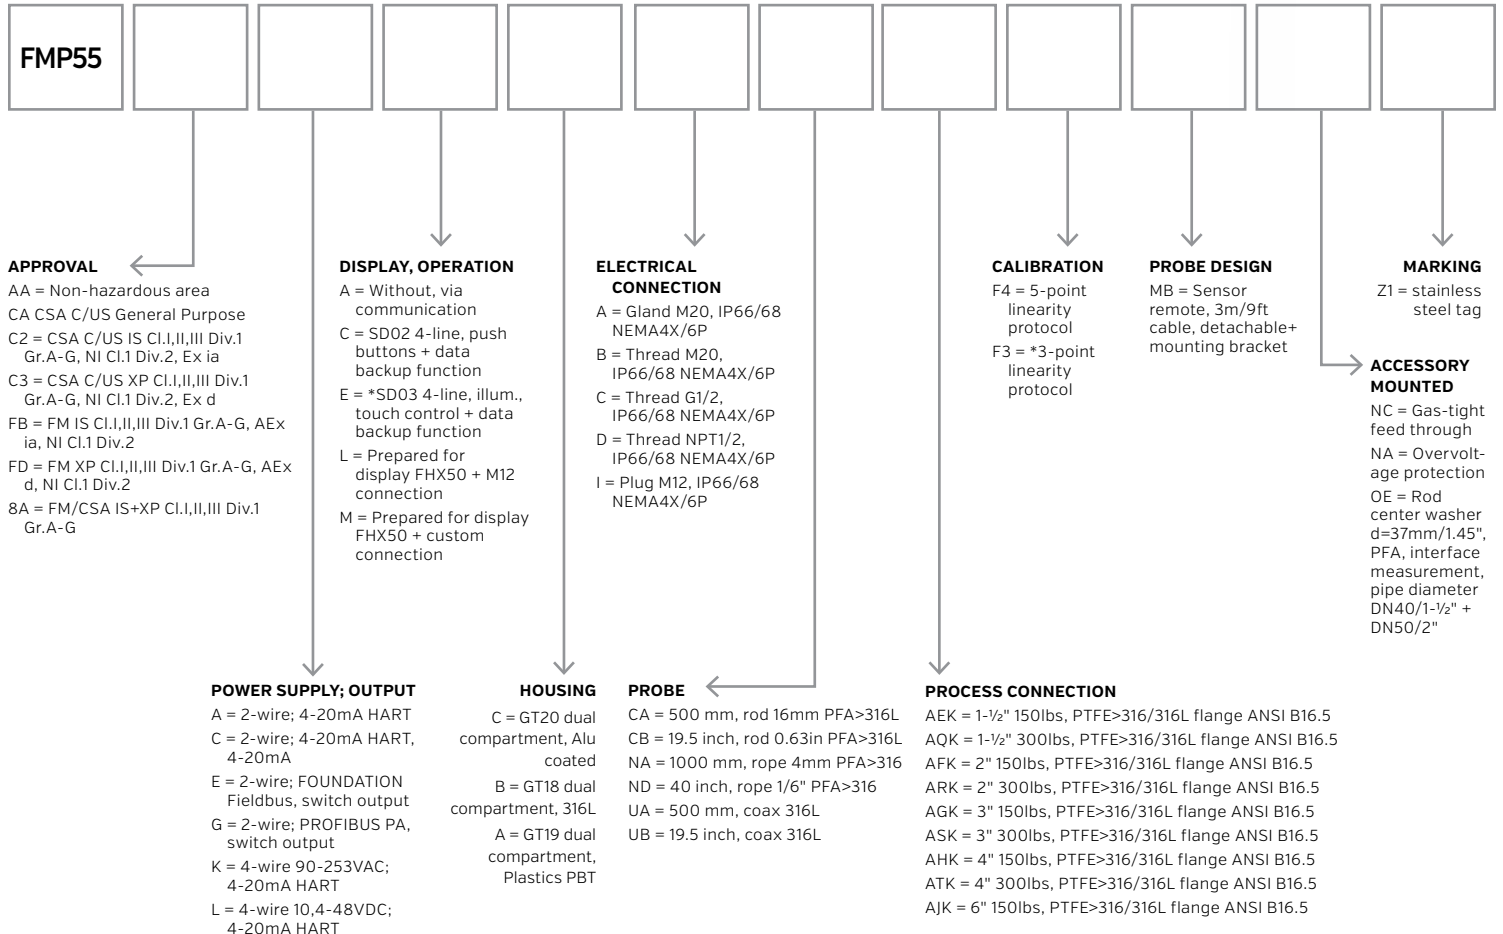 FMP55
APPROVAL
AA = Non-hazardous area
CA CSA C/US General Purpose
C2 = CSA C/US IS Cl.I,II,III Div.1
Gr.A-G, NI Cl.1 Div.2, Ex ia
C3 = CSA C/US XP Cl.I,II,III Div.1
Gr.A-G, NI Cl.1 Div.2, Ex d
FB = FM IS Cl.I,II,III Div.1 Gr.A-G, AEx
ia, NI Cl.1 Div.2
FD = FM XP Cl.I,II,III Div.1 Gr.A-G, AEx
d, NI Cl.1 Div.2
8A = FM/CSA IS+XP Cl.I,II,III Div.1
Gr.A-G
DISPLAY, OPERATION
A = Without, via
communication
C = SD02 4-line, push
buttons + data
backup function
E = *SD03 4-line, illum.,
touch control + data
backup function
L = Prepared for
display FHX50 + M12
connection
M = Prepared for display
FHX50 + custom
connection
ELECTRICAL
CONNECTION
A = Gland M20, IP66/68
NEMA4X/6P
B = Thread M20,
IP66/68 NEMA4X/6P
C = Thread G1/2,
IP66/68 NEMA4X/6P
D = Thread NPT1/2,
IP66/68 NEMA4X/6P
I = Plug M12, IP66/68
NEMA4X/6P
CALIBRATION
F4 = 5-point
linearity
protocol
F3 = *3-point
linearity
protocol
PROBE DESIGN
MB = Sensor
remote, 3m/9ft
cable, detachable+
mounting bracket
MARKING
Z1 = stainless
steel tag
ACCESSORY
MOUNTED
NC = Gas-tight
feed through
NA = Overvolt-
age protection
OE = Rod
center washer
d=37mm/1.45",
PFA, interface
measurement,
pipe diameter
DN40/1-½" +
DN50/2"
POWER SUPPLY; OUTPUT
A = 2-wire; 4-20mA HART
C = 2-wire; 4-20mA HART,
4-20mA
E = 2-wire; FOUNDATION
Fieldbus, switch output
G = 2-wire; PROFIBUS PA,
switch output
K = 4-wire 90-253VAC;
4-20mA HART
L = 4-wire 10,4-48VDC;
4-20mA HART
HOUSING
C = GT20 dual
compartment, Alu
coated
B = GT18 dual
compartment, 316L
A = GT19 dual
compartment,
Plastics PBT
PROBE
CA = 500 mm, rod 16mm PFA>316L
CB = 19.5 inch, rod 0.63in PFA>316L
NA = 1000 mm, rope 4mm PFA>316
ND = 40 inch, rope 1/6" PFA>316
UA = 500 mm, coax 316L
UB = 19.5 inch, coax 316L
PROCESS CONNECTION
AEK = 1-½" 150lbs, PTFE>316/316L flange ANSI B16.5
AQK = 1-½" 300lbs, PTFE>316/316L flange ANSI B16.5
AFK = 2" 150lbs, PTFE>316/316L flange ANSI B16.5
ARK = 2" 300lbs, PTFE>316/316L flange ANSI B16.5
AGK = 3" 150lbs, PTFE>316/316L flange ANSI B16.5
ASK = 3" 300lbs, PTFE>316/316L flange ANSI B16.5
AHK = 4" 150lbs, PTFE>316/316L flange ANSI B16.5
ATK = 4" 300lbs, PTFE>316/316L flange ANSI B16.5
AJK = 6" 150lbs, PTFE>316/316L flange ANSI B16.5